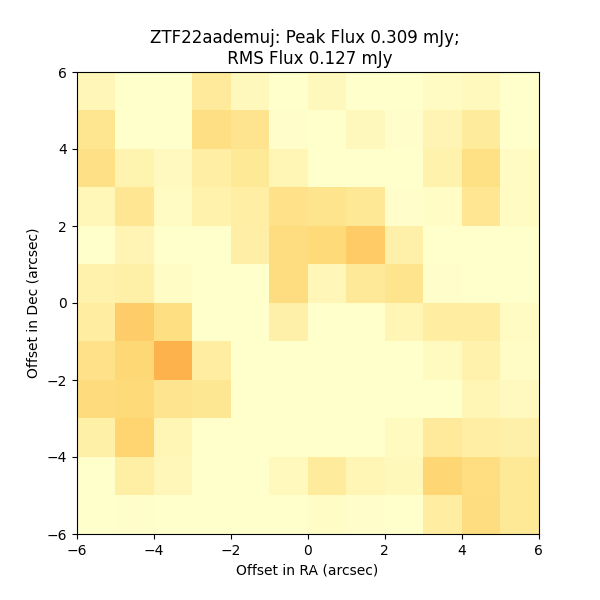 ZTF22aademuj: Peak Flux 0.309 mJy;
RMS Flux 0.127 mJy
6
4
2
0
−2
−4
−6
Offset in Dec (arcsec)
−6 −4 −2 0 2 4 6
Offset in RA (arcsec)